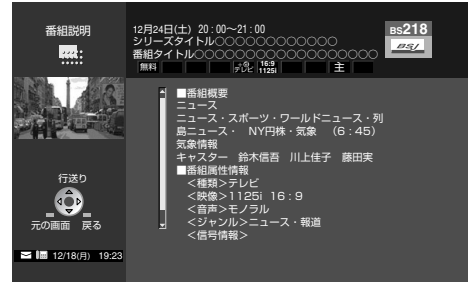 番組説明
12月24日(土) 20:00〜21:00
シリーズタイトル○○○○○○○○○○○○
番組タイトル○○○○○○○○○○○○○○○○○○
無料 +d テレビ 16:9 1125i 主
BS218
BSJ
■番組概要
ニュース
ニュース・スポーツ・ワールドニュース・列
島ニュース・ NY円株・気象 (6:45)
気象情報
キャスター 鈴木信吾 川上佳子 藤田実
■番組属性情報
<種類>テレビ
<映像>1125i 16:9
<音声>モノラル
<ジャンル>ニュース・報道
<信号情報>
行送り
元の画面 戻る
12/18(月) 19:23